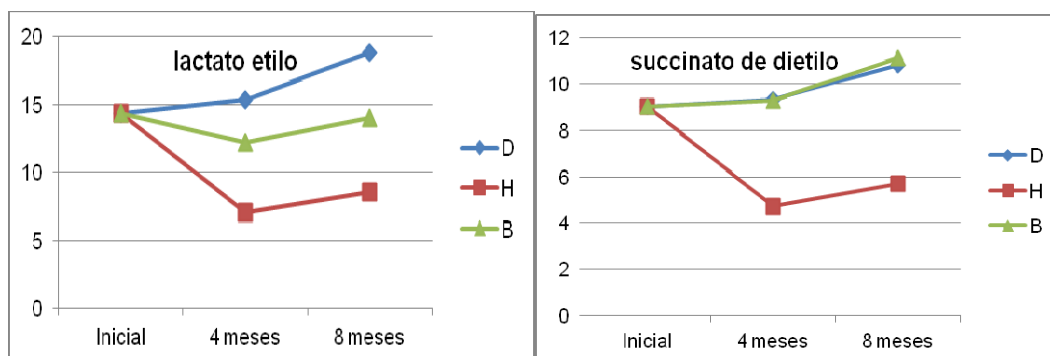 lactato etilo
20
15
10
5
0
Inicial
4 meses
8 meses
D
H
B
succinato de dietilo
12
10
8
6
4
2
0
Inicial
4 meses
8 meses
D
H
B